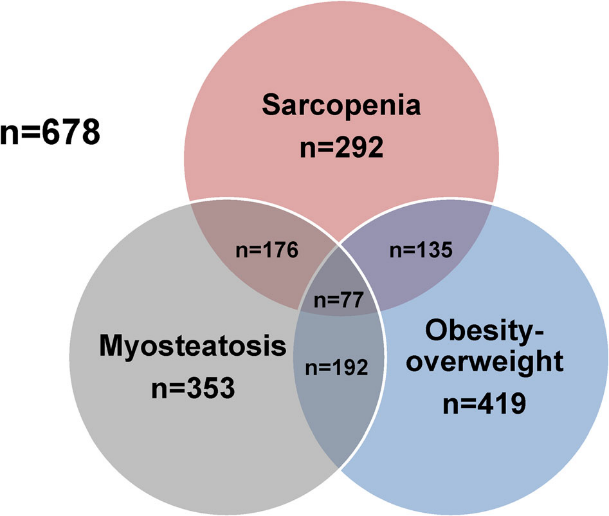 Sarcopenia
n=292
n=678
n=176
n=135
n=77
Myosteatosis
n=353
n=192
Obesity-
overweight
n=419